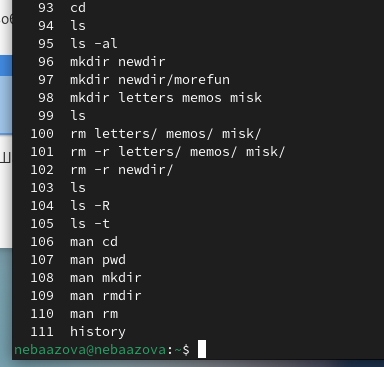 93 cd
94 ls
95 ls -al
96 mkdir newdir
97 mkdir newdir/morefun
98 mkdir letters memos misk
99 ls
100 rm letters/ memos/ misk/
101 rm -r letters/ memos/ misk/
102 rm -r newdir/
103 ls
104 ls -R
105 ls -t
106 man cd
107 man pwd
108 man mkdir
109 man rmdir
110 man rm
111 history
nebaazova@nebaazova:~$